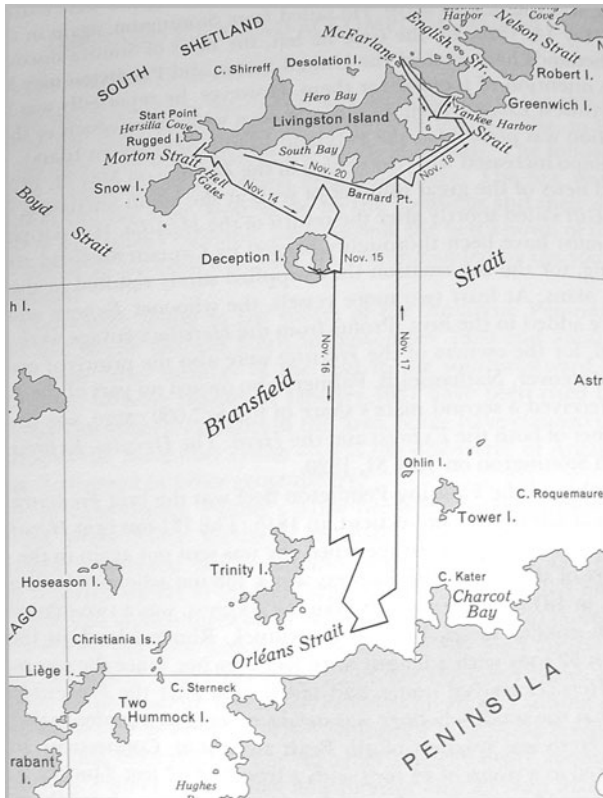 Harbor
Cove
English Str.
Nelson Strait
McFarlane
Strait
SOUTH SHETLAND
Desolation I.
C. Shirreff
Robert I.
Hero Bay
Greenwich I.
Yankee Harbor
Start Point
Hersilia Cove
Rugged I.
Livingston Island
Morton Strait
South Bay
Nov. 20
Nov. 18
Snow I.
Hell Gates
Nov. 14
Barnard Pt.
Boyd Strait
Deception I.
Nov. 15
Bransfield Strait
h I.
Nov. 16
Nov. 17
Astr
Ohlin I.
C. Roquemaure
Tower I.
Hoseason I.
Trinity I.
C. Kater
Charcot Bay
LAGO
Christiania Is.
Orléans Strait
Liège I.
C. Sterneck
Two Hummock I.
PENINSULA
rabant I.
Hughes Bay